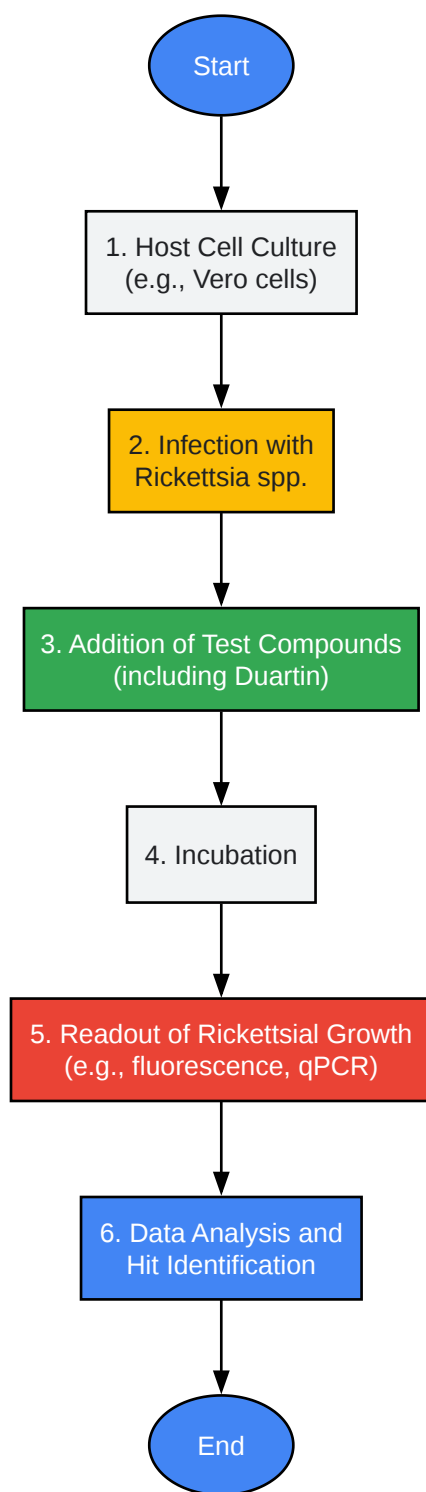 Start
1. Host Cell Culture
(e.g., Vero cells)
2. Infection with
Rickettsia spp.
3. Addition of Test Compounds
(including Duartin)
4. Incubation
5. Readout of Rickettsial Growth
(e.g., fluorescence, qPCR)
6. Data Analysis and
Hit Identification
End